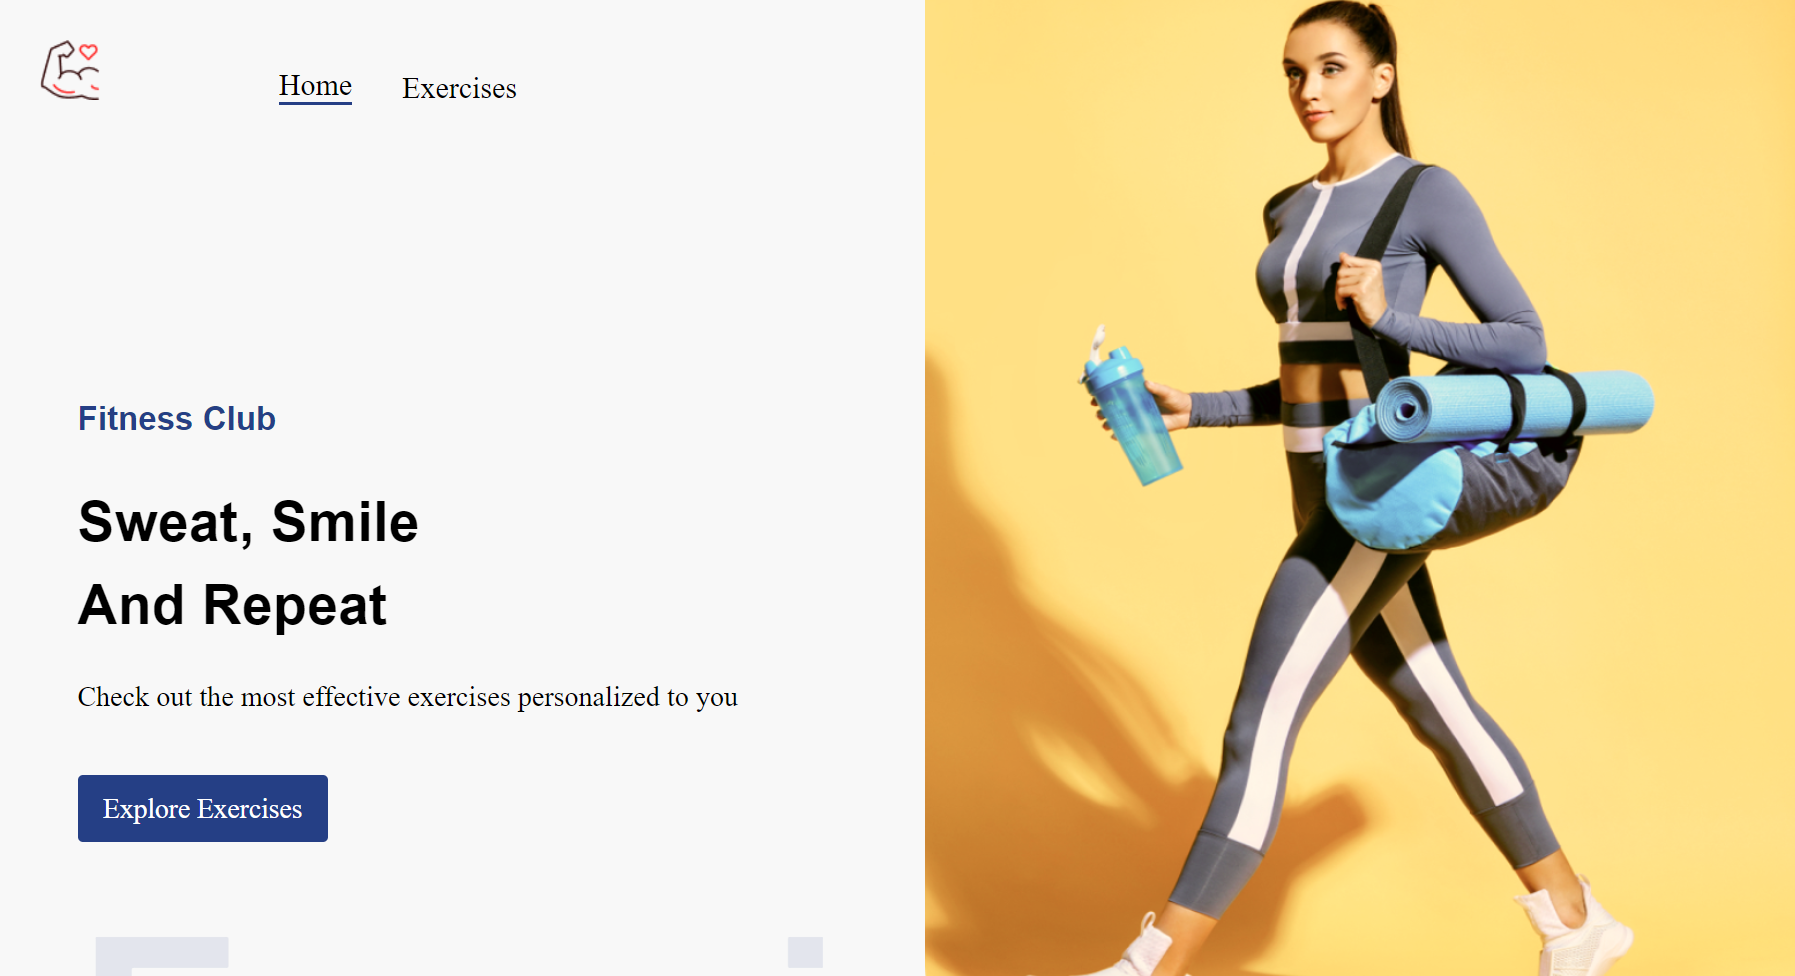 Home
Exercises
Fitness Club
Sweat, Smile
And Repeat
Check out the most effective exercises personalized to you
Explore Exercises